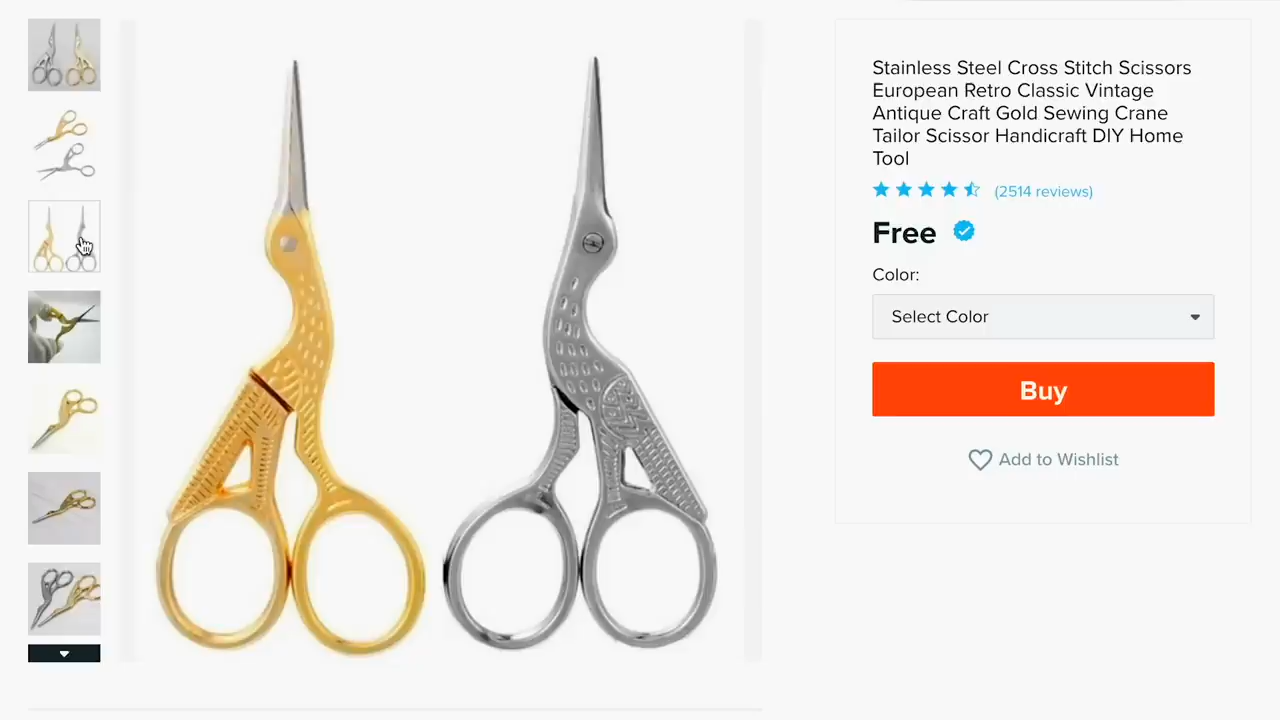 Stainless Steel Cross Stitch Scissors
European Retro Classic Vintage
Antique Craft Gold Sewing Crane
Tailor Scissor Handicraft DIY Home
Tool
(2514 reviews)
Free
Color:
Select Color
Buy
Add to Wishlist